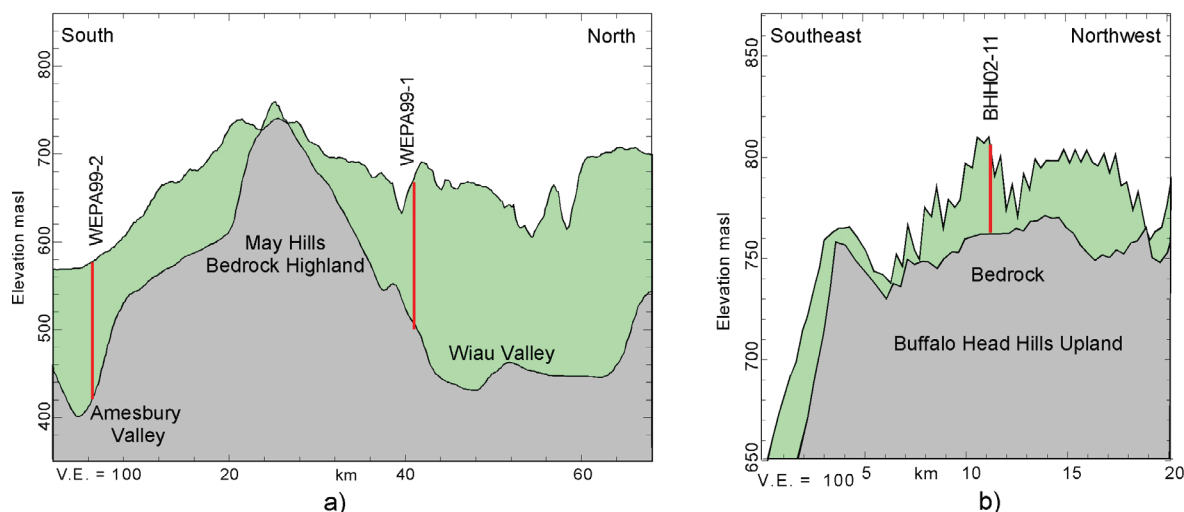 South
North
800
700
600
500
400
Elevation masl
WEPA99-2
WEPA99-1
May Hills
Bedrock Highland
Wiau Valley
Amesbury
Valley
V.E. = 100
20
km
40
60
a)
Southeast
Northwest
850
800
750
700
650
Elevation masl
BHH02-11
Bedrock
Buffalo Head Hills Upland
V.E. = 100
5
km
10
15
20
b)